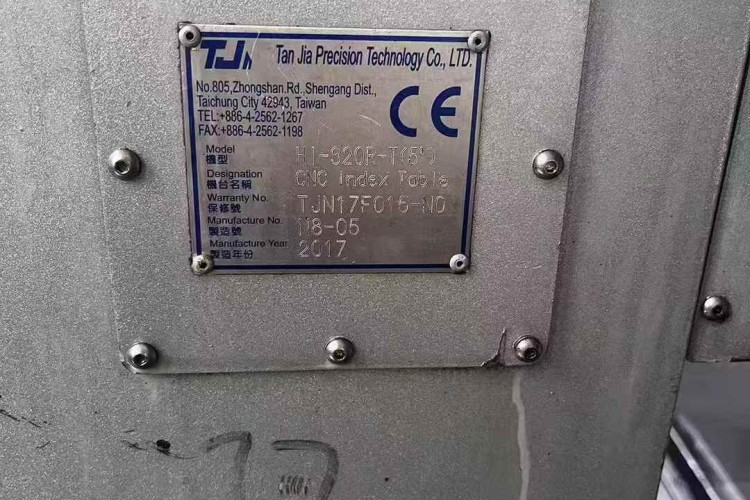 TJ Tan Jia Precision Technology Co., LTD.
No.805,Zhongshan.Rd.,Shengang Dist.,
Taichung City 42943, Taiwan
TEL:+886-4-2562-1267
FAX:+886-4-2562-1198
CE
Model
機型
Designation CNC Index Table
機台名稱
Warranty No. TJN17F016-N0
保修號
Manufacture No. N8-05
製造號
Manufacture Year 2017
製造年份
77